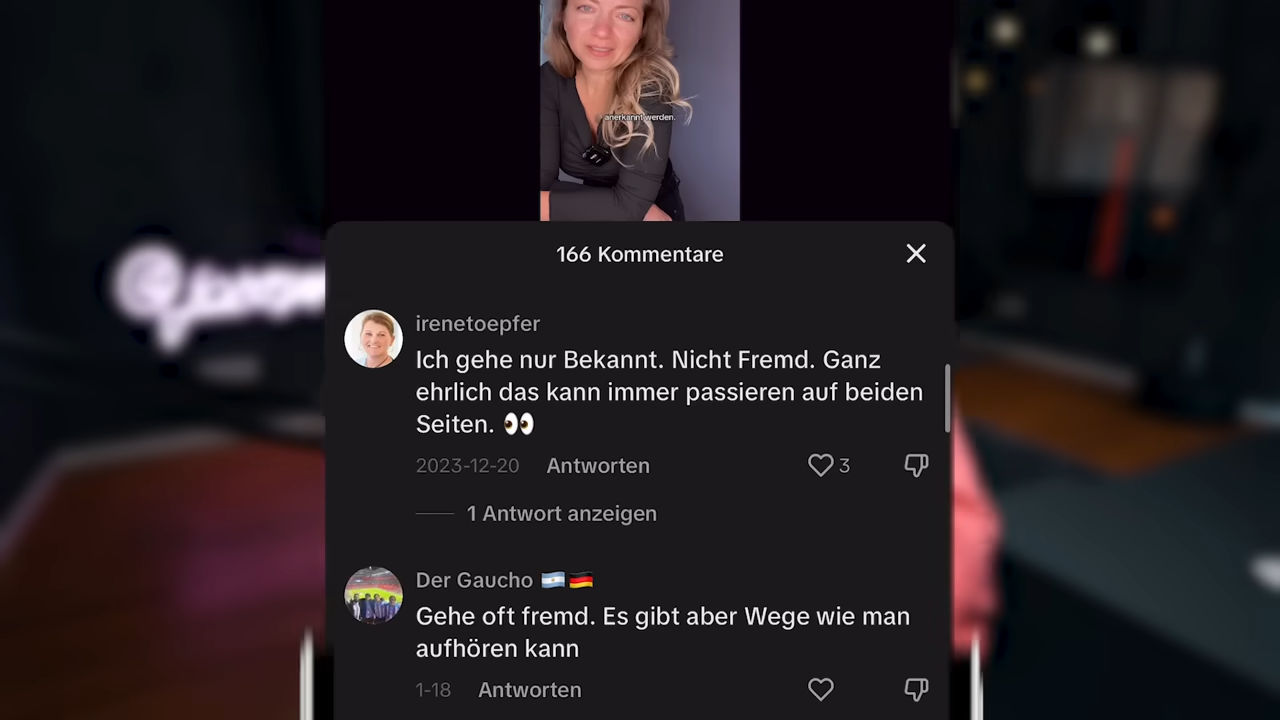 anerkannt werden.
166 Kommentare
irenetoepfer
Ich gehe nur Bekannt. Nicht Fremd. Ganz
ehrlich das kann immer passieren auf beiden
Seiten. 👀
2023-12-20 Antworten 3
1 Antwort anzeigen
Der Gaucho 🇦🇷🇩🇪
Gehe oft fremd. Es gibt aber Wege wie man
aufhören kann
1-18 Antworten